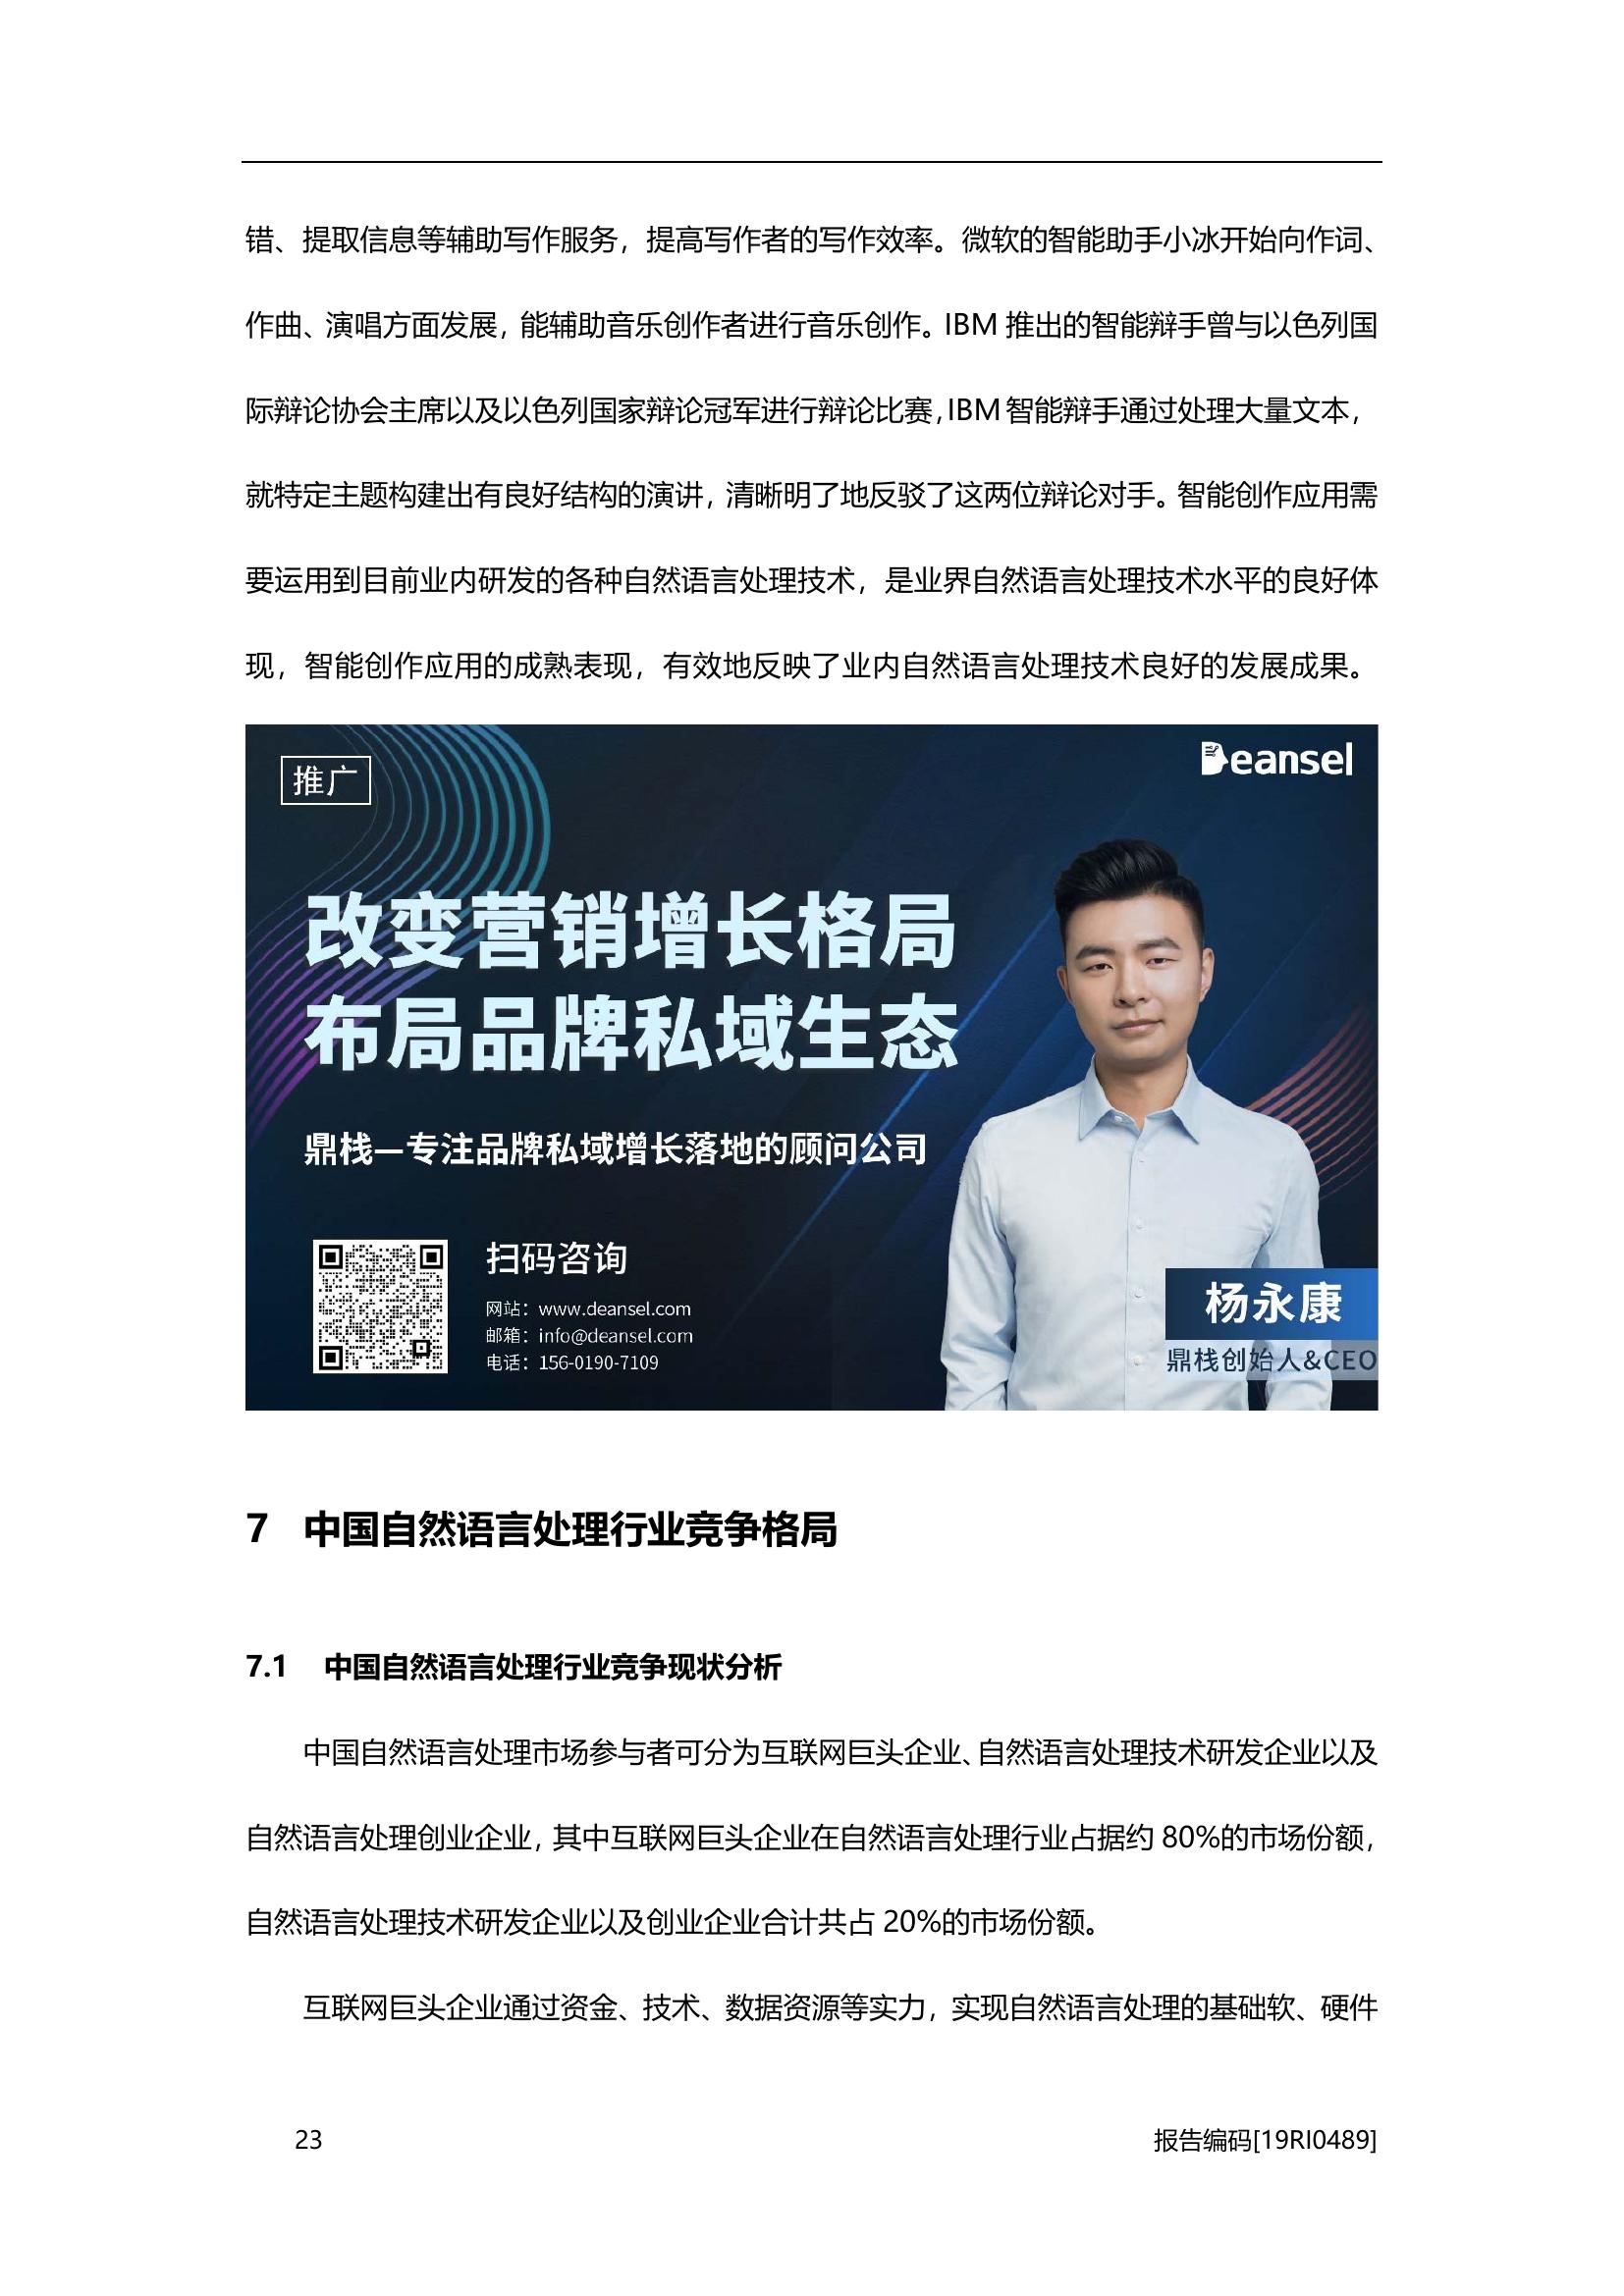 错、提取信息等辅助写作服务，提高写作者的写作效率。微软的智能助手小冰开始向作词、
作曲、演唱方面发展，能辅助音乐创作者进行音乐创作。IBM 推出的智能辩手曾与以色列国
际辩论协会主席以及以色列国家辩论冠军进行辩论比赛，IBM 智能辩手通过处理大量文本，
就特定主题构建出有良好结构的演讲，清晰明了地反驳了这两位辩论对手。智能创作应用需
要运用到目前业内研发的各种自然语言处理技术，是业界自然语言处理技术水平的良好体
现，智能创作应用的成熟表现，有效地反映了业内自然语言处理技术良好的发展成果。
推广
Deansel
改变营销增长格局
布局品牌私域生态
鼎栈—专注品牌私域增长落地的顾问公司
扫码咨询
网站：www.deansel.com
邮箱：info@deansel.com
电话：156-0190-7109
杨永康
鼎栈创始人&CEO
7 中国自然语言处理行业竞争格局
7.1 中国自然语言处理行业竞争现状分析
中国自然语言处理市场参与者可分为互联网巨头企业、自然语言处理技术研发企业以及
自然语言处理创业企业，其中互联网巨头企业在自然语言处理行业占据约 80%的市场份额，
自然语言处理技术研发企业以及创业企业合计共占 20%的市场份额。
互联网巨头企业通过资金、技术、数据资源等实力，实现自然语言处理的基础软、硬件
23 报告编码[19RI0489]